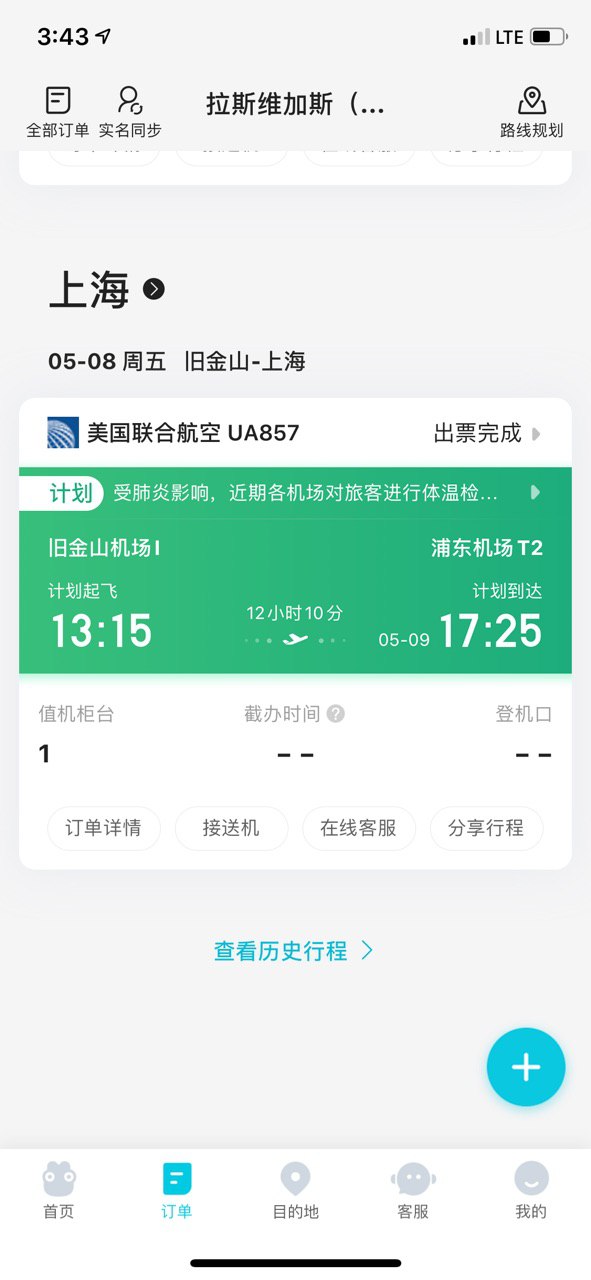 3:43
LTE
全部订单
实名同步
拉斯维加斯（...
路线规划
上海
05-08 周五 旧金山-上海
美国联合航空 UA857
出票完成
计划
受肺炎影响，近期各机场对旅客进行体温检...
旧金山机场I
浦东机场T2
计划起飞
计划到达
13:15
12小时10分
05-09 17:25
值机柜台
截办时间 ?
登机口
1
– –
– –
订单详情
接送机
在线客服
分享行程
查看历史行程
首页
订单
目的地
客服
我的